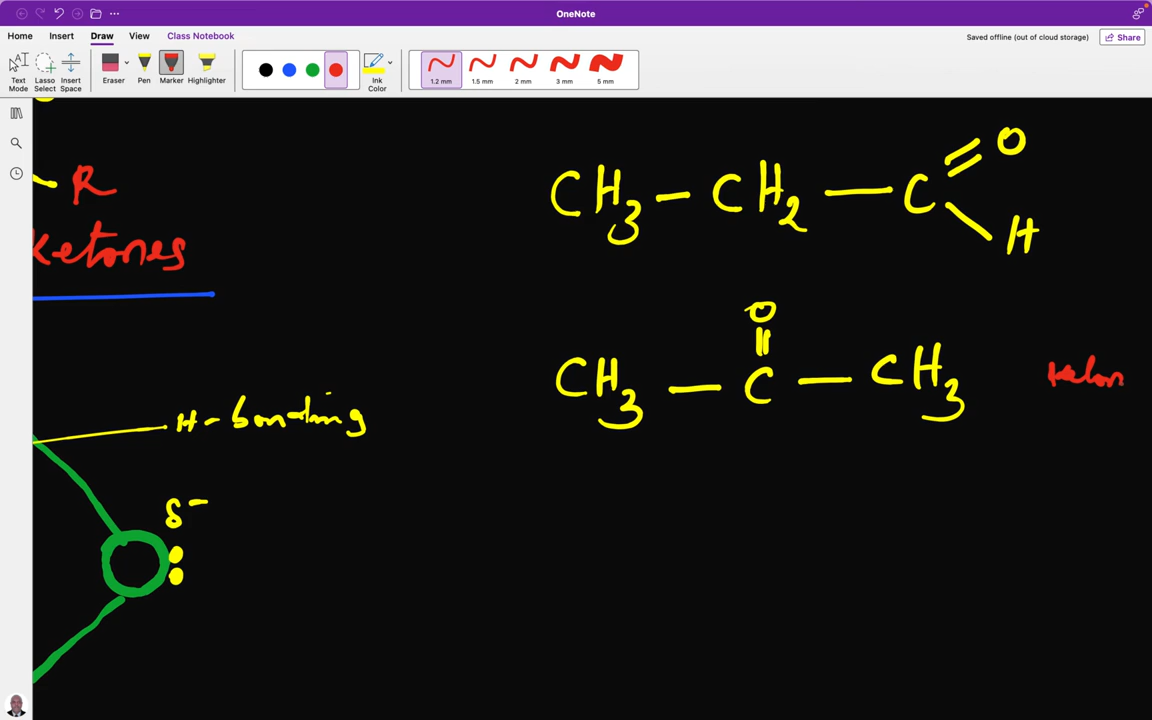 OneNote
Home Insert Draw View Class Notebook
Saved offline (out of cloud storage)
Share
Text Mode
Lasso Select
Insert Space
Eraser
Pen
Marker
Highlighter
Ink Color
1.2 mm
1.5 mm
2 mm
3 mm
5 mm
R
Ketones
H-bonding
δ-
CH3 — CH2 — C
O
H
O
CH3 — C — CH3
Keton